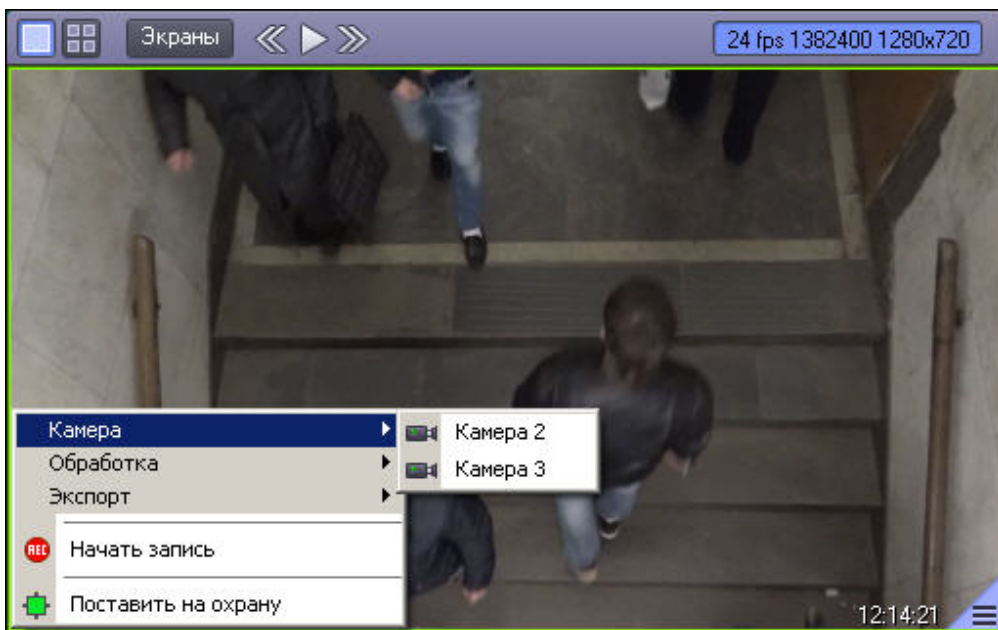 Экраны
24 fps 1382400 1280x720
Камера
Камера 2
Обработка
Камера 3
Экспорт
REC
Начать запись
Поставить на охрану
12:14:21